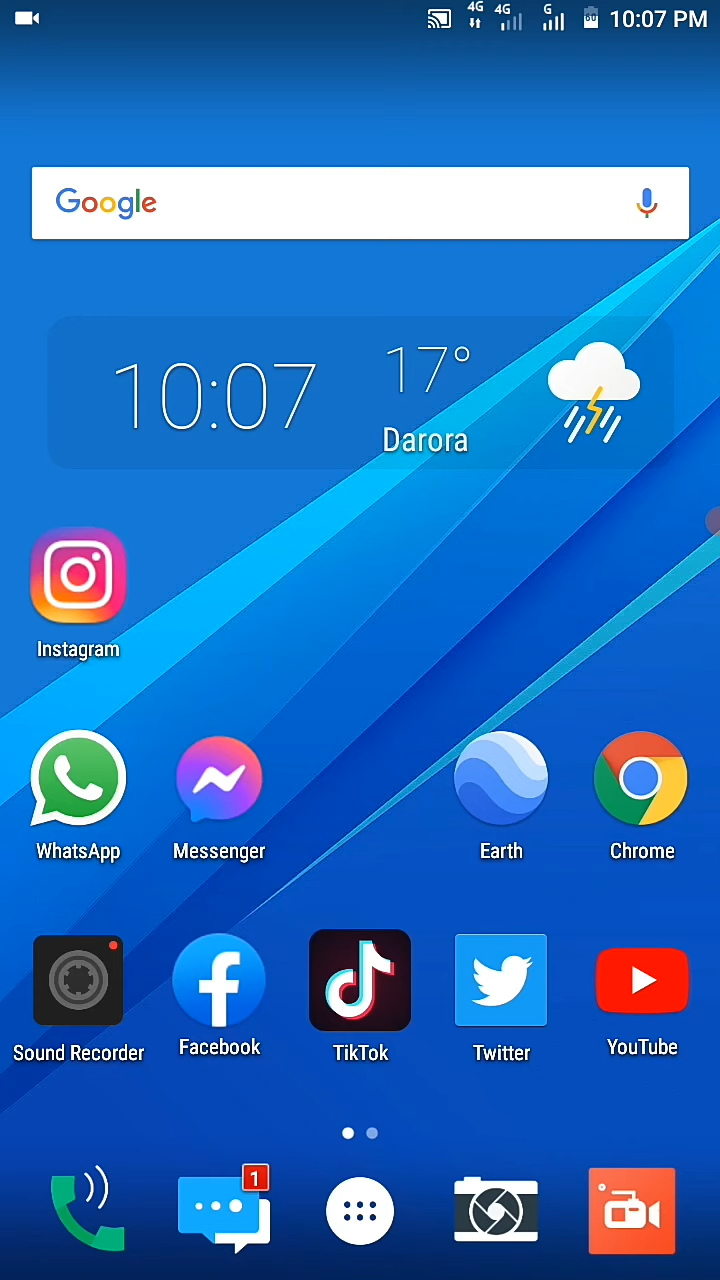 4G 4G G 60 10:07 PM
Google
10:07 17°
Darora
Instagram
WhatsApp Messenger Earth Chrome
Sound Recorder Facebook TikTok Twitter YouTube
1